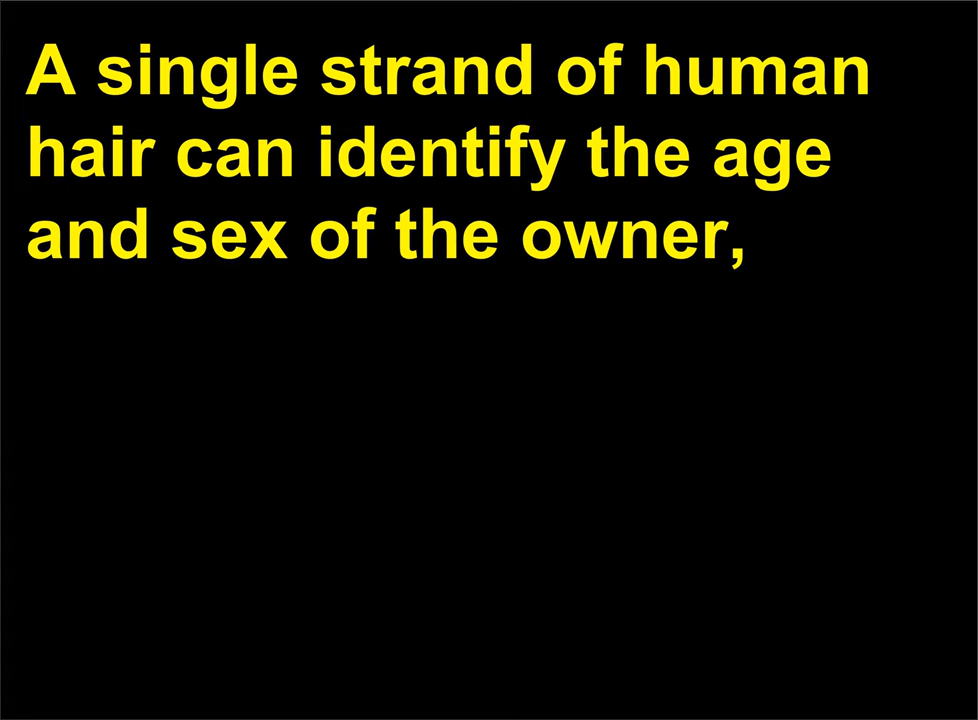 A single strand of human
hair can identify the age
and sex of the owner,